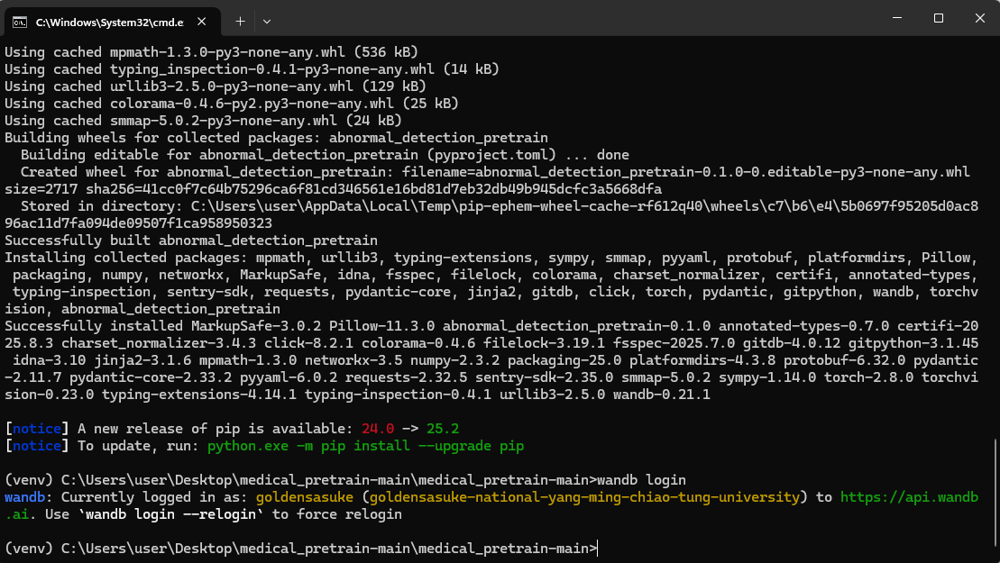 C:\Windows\System32\cmd.e
Using cached mpmath-1.3.0-py3-none-any.whl (536 kB)
Using cached typing_inspection-0.4.1-py3-none-any.whl (14 kB)
Using cached urllib3-2.5.0-py3-none-any.whl (129 kB)
Using cached colorama-0.4.6-py2.py3-none-any.whl (25 kB)
Using cached smmap-5.0.2-py3-none-any.whl (24 kB)
Building wheels for collected packages: abnormal_detection_pretrain
  Building editable for abnormal_detection_pretrain (pyproject.toml) ... done
  Created wheel for abnormal_detection_pretrain: filename=abnormal_detection_pretrain-0.1.0-0.editable-py3-none-any.whl
size=2717 sha256=41cc0f7c64b75296ca6f81cd346561e16bd81d7eb32db49b945dcfc3a5668dfa
  Stored in directory: C:\Users\user\AppData\Local\Temp\pip-ephem-wheel-cache-rf612q40\wheels\c7\b6\e4\5b0697f95205d0ac8
96ac11d7fa094de09507f1ca958950323
Successfully built abnormal_detection_pretrain
Installing collected packages: mpmath, urllib3, typing-extensions, sympy, smmap, pyyaml, protobuf, platformdirs, Pillow,
 packaging, numpy, networkx, MarkupSafe, idna, fsspec, filelock, colorama, charset_normalizer, certifi, annotated-types,
 typing-inspection, sentry-sdk, requests, pydantic-core, jinja2, gitdb, click, torch, pydantic, gitpython, wandb, torchv
ision, abnormal_detection_pretrain
Successfully installed MarkupSafe-3.0.2 Pillow-11.3.0 abnormal_detection_pretrain-0.1.0 annotated-types-0.7.0 certifi-20
25.8.3 charset_normalizer-3.4.3 click-8.2.1 colorama-0.4.6 filelock-3.19.1 fsspec-2025.7.0 gitdb-4.0.12 gitpython-3.1.45
 idna-3.10 jinja2-3.1.6 mpmath-1.3.0 networkx-3.5 numpy-2.3.2 packaging-25.0 platformdirs-4.3.8 protobuf-6.32.0 pydantic
-2.11.7 pydantic-core-2.33.2 pyyaml-6.0.2 requests-2.32.5 sentry-sdk-2.35.0 smmap-5.0.2 sympy-1.14.0 torch-2.8.0 torchvi
sion-0.23.0 typing-extensions-4.14.1 typing-inspection-0.4.1 urllib3-2.5.0 wandb-0.21.1
[notice] A new release of pip is available: 24.0 -> 25.2
[notice] To update, run: python.exe -m pip install --upgrade pip
(venv) C:\Users\user\Desktop\medical_pretrain-main\medical_pretrain-main>wandb login
wandb: Currently logged in as: goldensasuke (goldensasuke-national-yang-ming-chiao-tung-university) to https://api.wandb
.ai. Use `wandb login --relogin` to force relogin
(venv) C:\Users\user\Desktop\medical_pretrain-main\medical_pretrain-main>